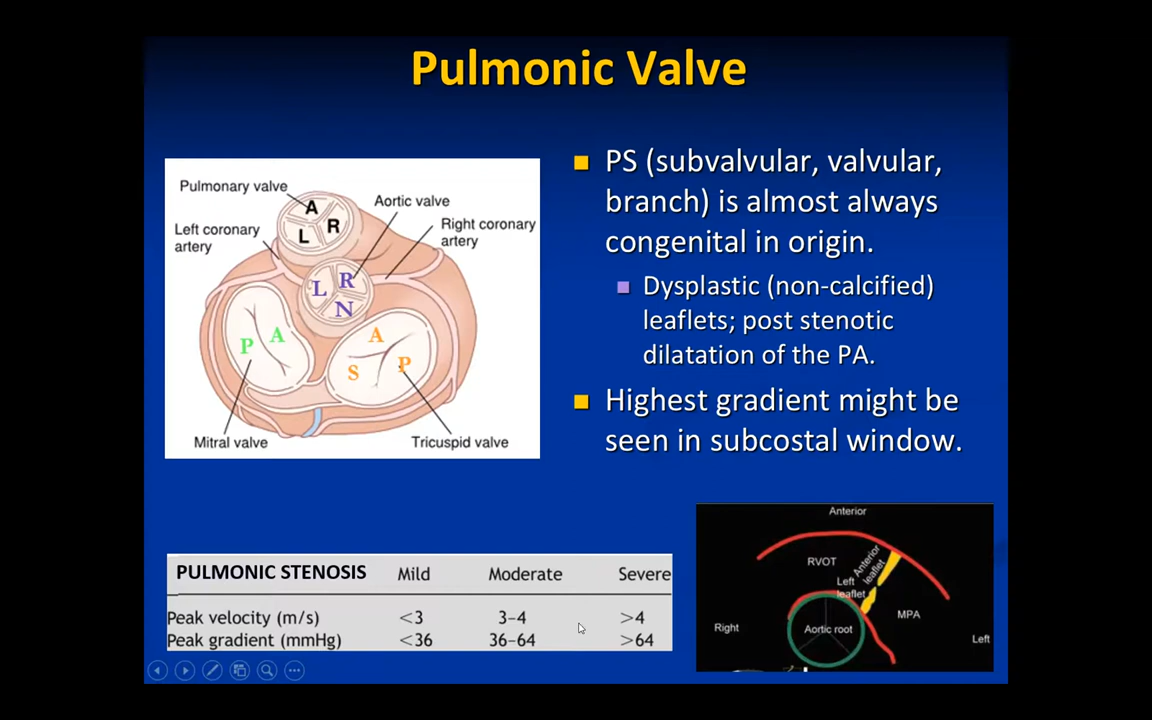 Pulmonic Valve
Pulmonary valve
Aortic valve
Left coronary
artery
Right coronary
artery
A
R
L
L
R
N
P
A
A
S
P
Mitral valve
Tricuspid valve
PS (subvalvular, valvular,
branch) is almost always
congenital in origin.
Dysplastic (non-calcified)
leaflets; post stenotic
dilatation of the PA.
Highest gradient might be
seen in subcostal window.
PULMONIC STENOSIS Mild Moderate Severe
Peak velocity (m/s) <3 3–4 >4
Peak gradient (mmHg) <36 36–64 >64
Anterior
RVOT
Anterior
leaflet
Left
leaflet
MPA
Right
Aortic root
Left